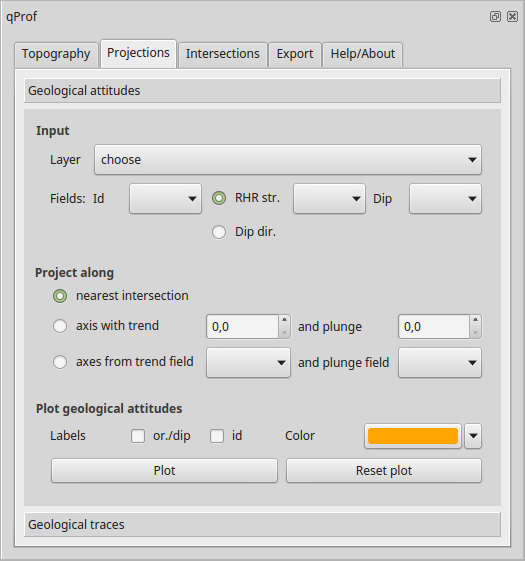 qProf
Topography Projections Intersections Export Help/About
Geological attitudes
Input
Layer choose
Fields: Id RHR str. Dip
Dip dir.
Project along
nearest intersection
axis with trend 0,0 and plunge 0,0
axes from trend field and plunge field
Plot geological attitudes
Labels or./dip id Color
Plot Reset plot
Geological traces